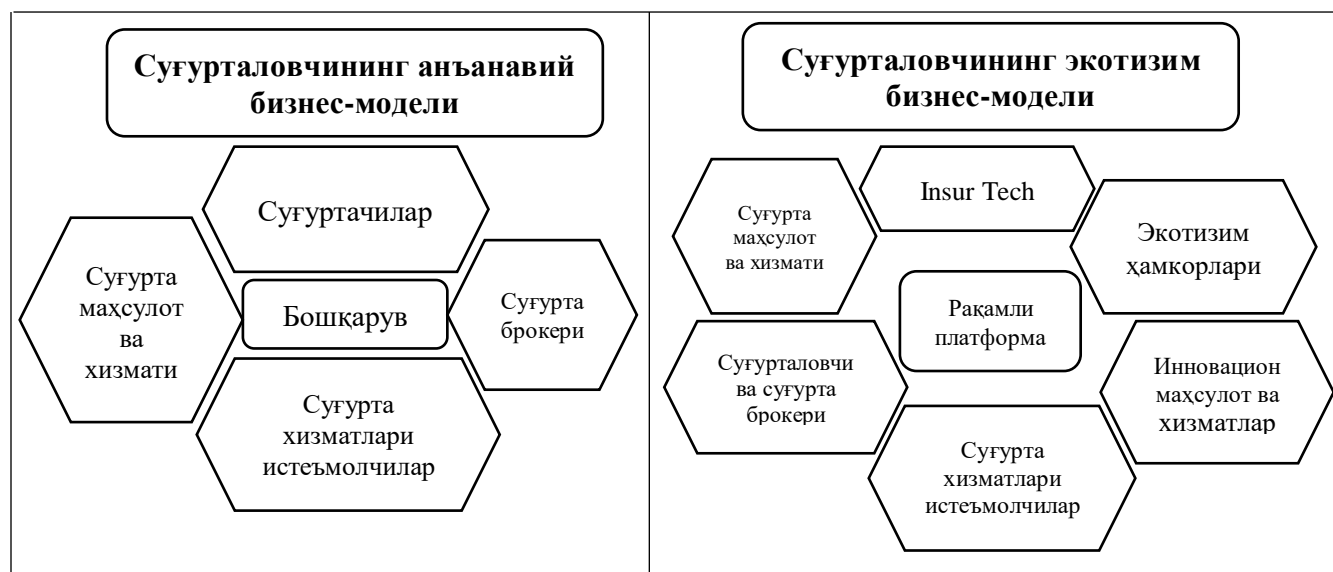 Суғурталовчининг анъанавий
бизнес-модели
Суғуртачилар
Суғурта
маҳсулот
ва
хизмати
Бошқарув
Суғурта
брокери
Суғурта
хизматлари
истеъмолчилар
Суғурталовчининг экотизим
бизнес-модели
Insur Tech
Суғурта
маҳсулот
ва хизмати
Экотизим
ҳамкорлари
Рақамли
платформа
Суғурталовчи
ва суғурта
брокери
Инновацион
маҳсулот ва
хизматлар
Суғурта
хизматлари
истеъмолчилар